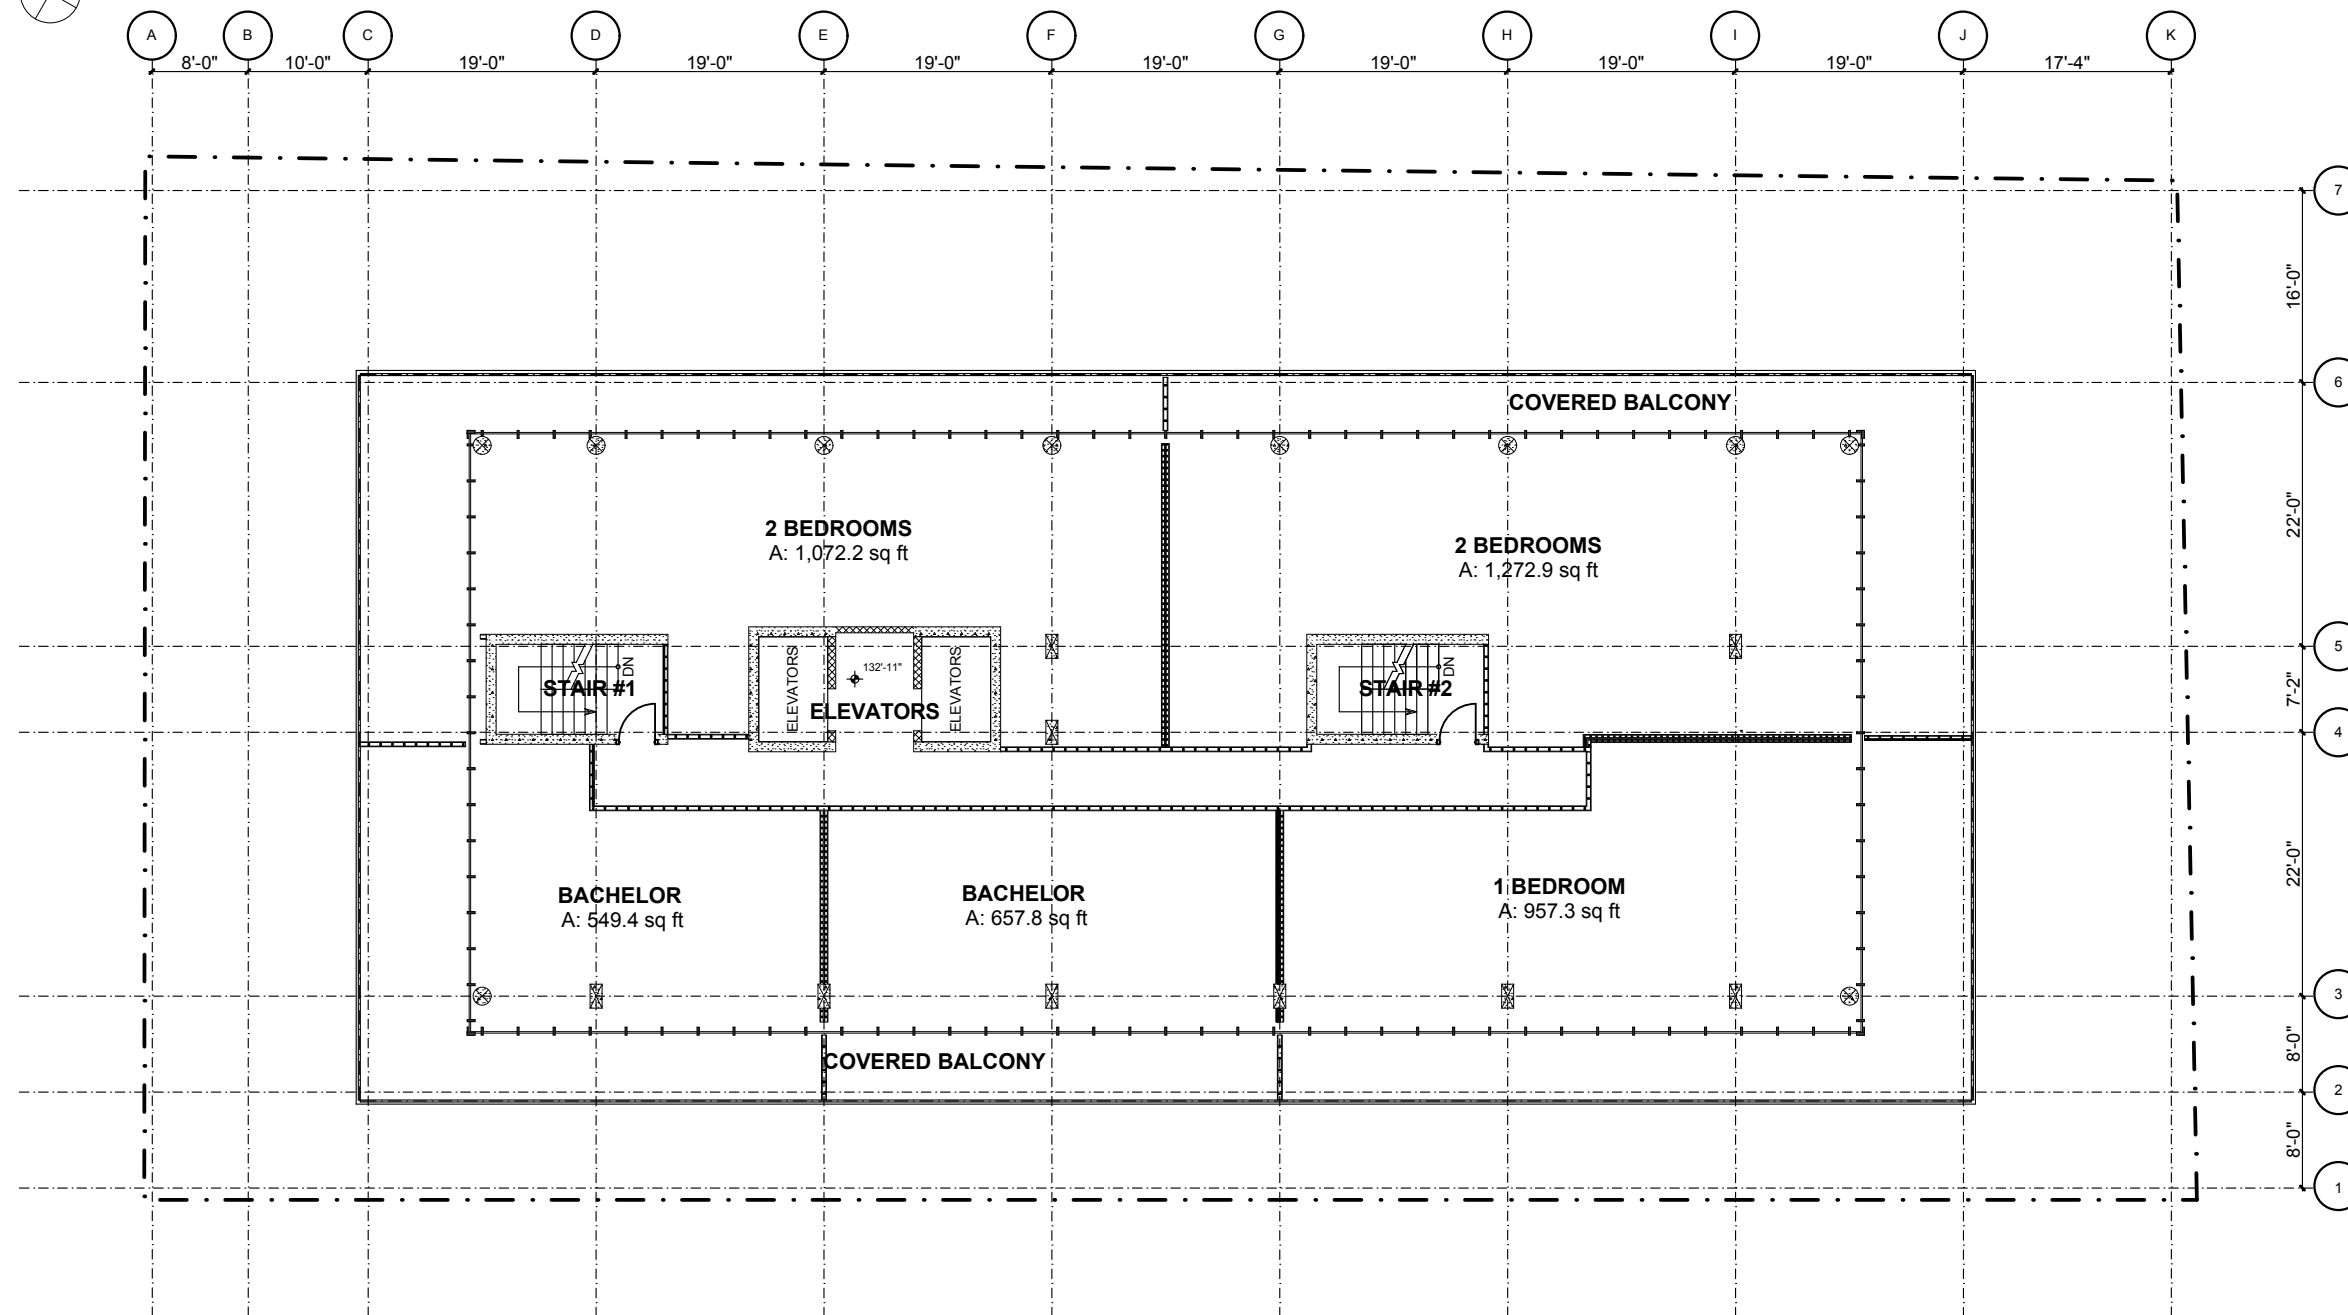 A B C D E F G H I J K
8'-0" 10'-0" 19'-0" 19'-0" 19'-0" 19'-0" 19'-0" 19'-0" 19'-0" 17'-4"
7
16'-0"
6
COVERED BALCONY
22'-0"
2 BEDROOMS
A: 1,072.2 sq ft
2 BEDROOMS
A: 1,272.9 sq ft
5
DN
STAIR #1
ELEVATORS
132'-11"
ELEVATORS
ELEVATORS
DN
STAIR #2
7'-2"
4
22'-0"
BACHELOR
A: 549.4 sq ft
BACHELOR
A: 657.8 sq ft
1 BEDROOM
A: 957.3 sq ft
3
8'-0"
COVERED BALCONY
2
8'-0"
1